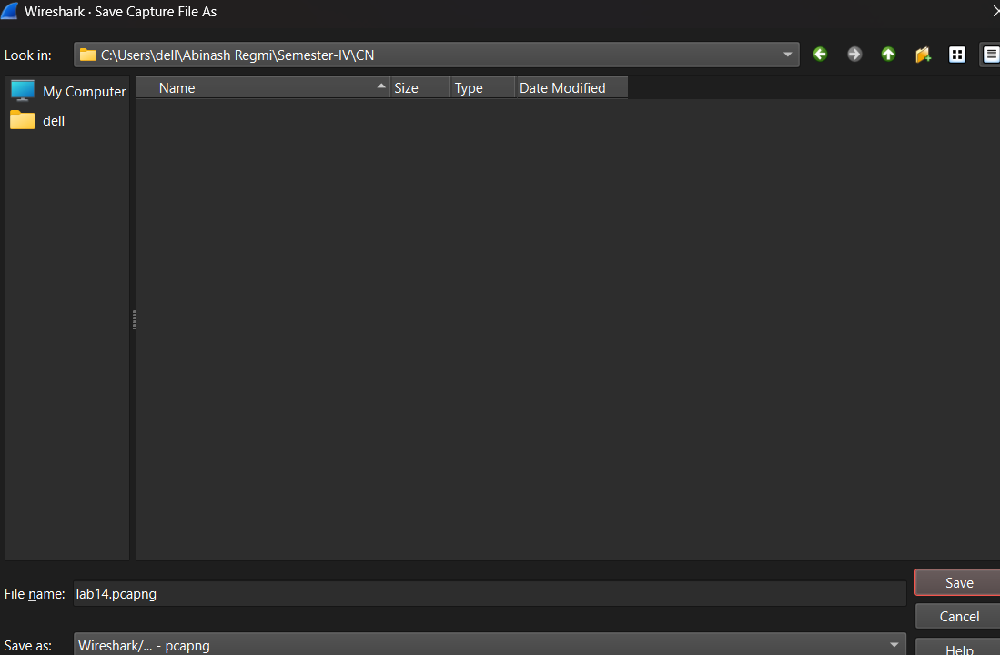 Wireshark · Save Capture File As
Look in: C:\Users\dell\Abinash Regmi\Semester-IV\CN
My Computer
dell
Name Size Type Date Modified
File name: lab14.pcapng
Save
Cancel
Save as: Wireshark/... - pcapng
Help